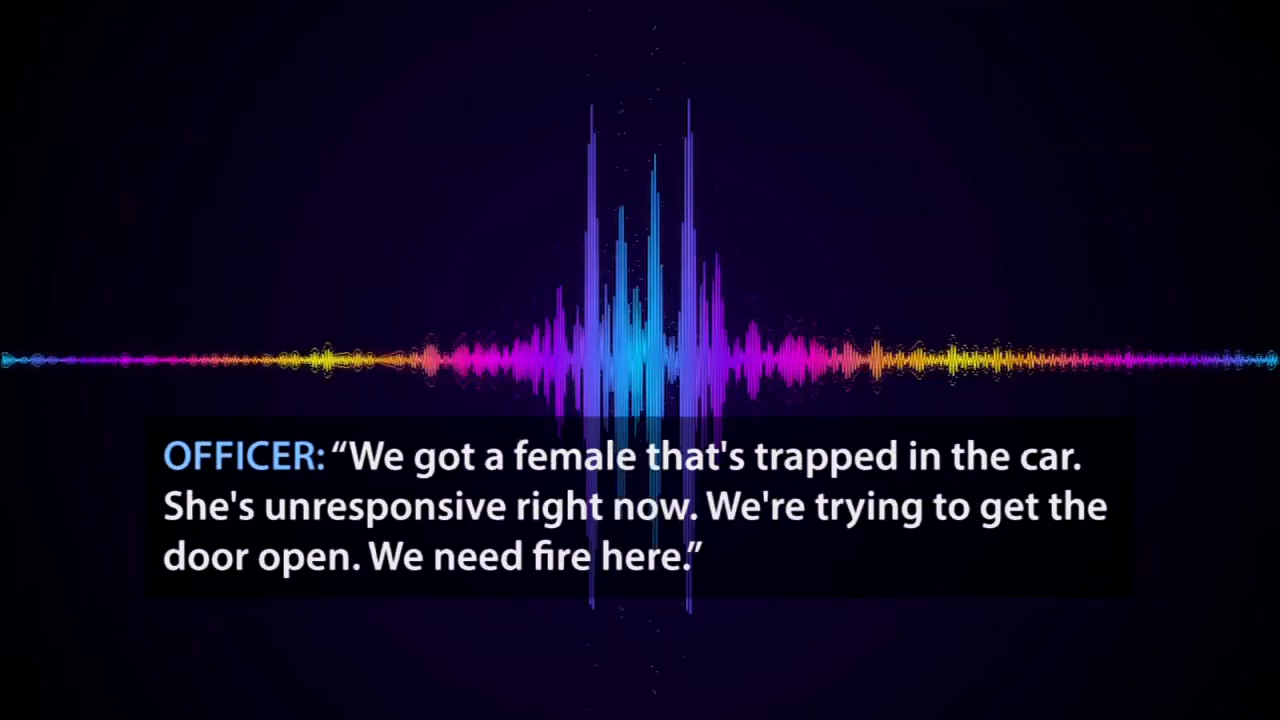 OFFICER: “We got a female that's trapped in the car.
She's unresponsive right now. We're trying to get the
door open. We need fire here.”